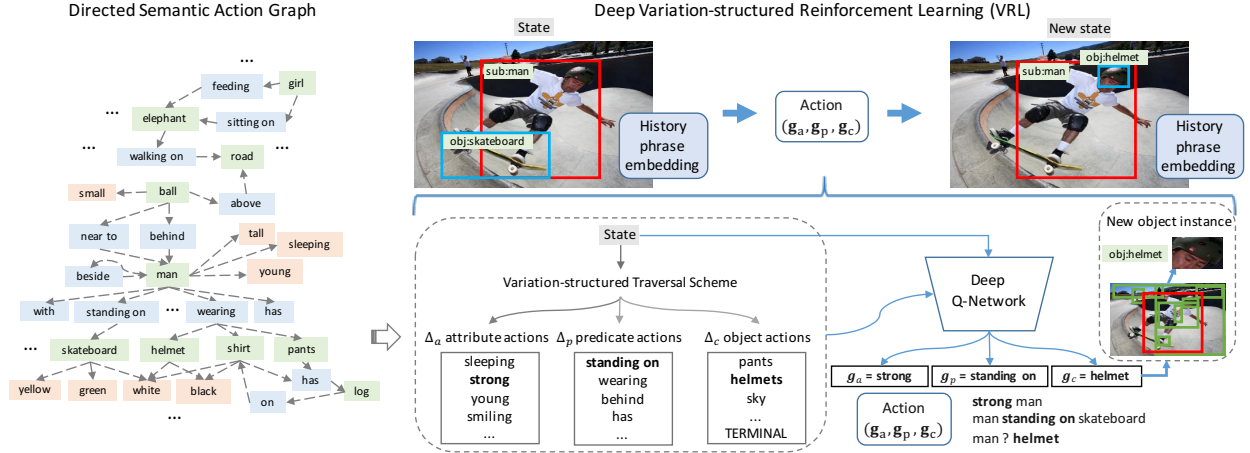 Directed Semantic Action Graph
...
girl
feeding
...
elephant
sitting on
...
...
walking on
road
small
ball
above
near to
behind
tall
sleeping
beside
man
young
with
standing on
...
wearing
has
...
skateboard
helmet
shirt
pants
yellow
green
white
black
has
log
on
...
Deep Variation-structured Reinforcement Learning (VRL)
State
sub:man
obj:skateboard
History
phrase
embedding
Action
(gₐ, gₚ, g_c)
New state
obj:helmet
sub:man
History
phrase
embedding
State
Variation-structured Traversal Scheme
Δₐ attribute actions
sleeping
strong
young
smiling
...
Δₚ predicate actions
standing on
wearing
behind
has
...
Δ_c object actions
pants
helmets
sky
...
TERMINAL
Deep
Q-Network
gₐ = strong
gₚ = standing on
g_c = helmet
Action
(gₐ, gₚ, g_c)
strong man
man standing on skateboard
man ? helmet
New object instance
obj:helmet